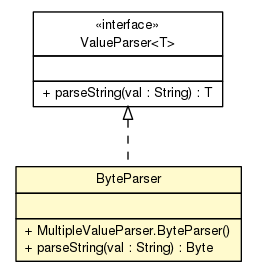 «interface»
ValueParser<T>
+ parseString(val : String) : T
ByteParser
+ MultipleValueParser.ByteParser()
+ parseString(val : String) : Byte